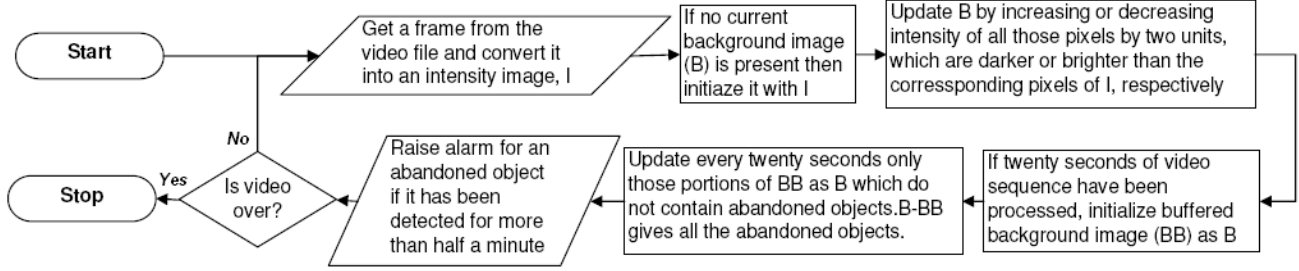 Start
Get a frame from the
video file and convert it
into an intensity image, I
If no current
background image
(B) is present then
initiaze it with I
Update B by increasing or decreasing
intensity of all those pixels by two units,
which are darker or brighter than the
corressponding pixels of I, respectively
If twenty seconds of video
sequence have been
processed, initialize buffered
background image (BB) as B
Update every twenty seconds only
those portions of BB as B which do
not contain abandoned objects.B-BB
gives all the abandoned objects.
Raise alarm for an
abandoned object
if it has been
detected for more
than half a minute
Is video
over?
No
Yes
Stop